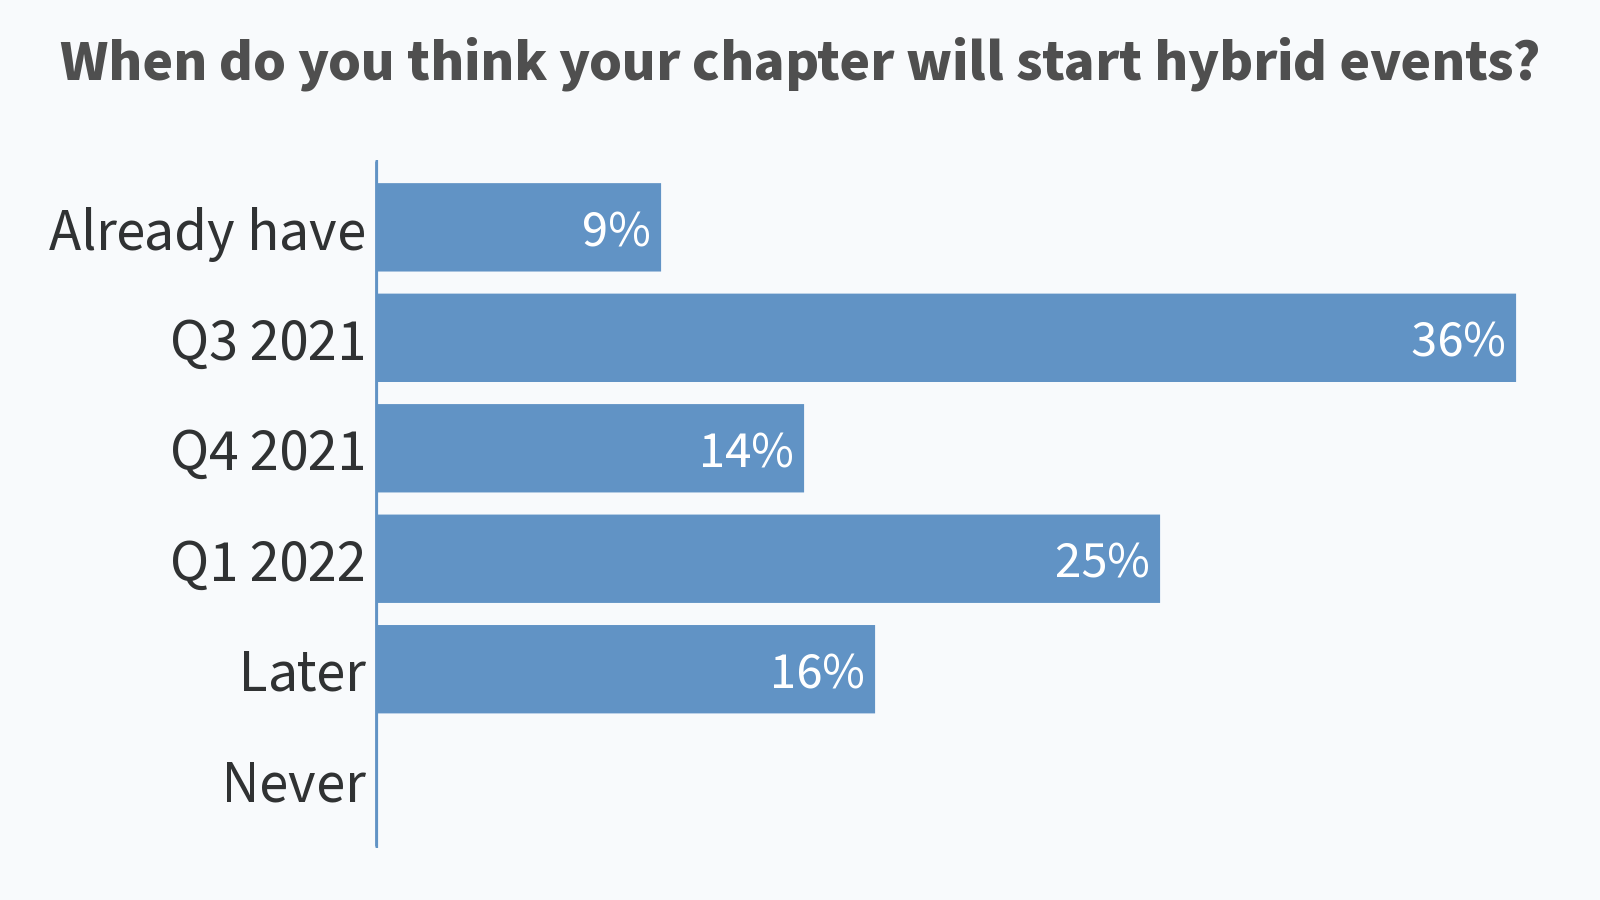 When do you think your chapter will start hybrid events?
Already have 9%
Q3 2021 36%
Q4 2021 14%
Q1 2022 25%
Later 16%
Never